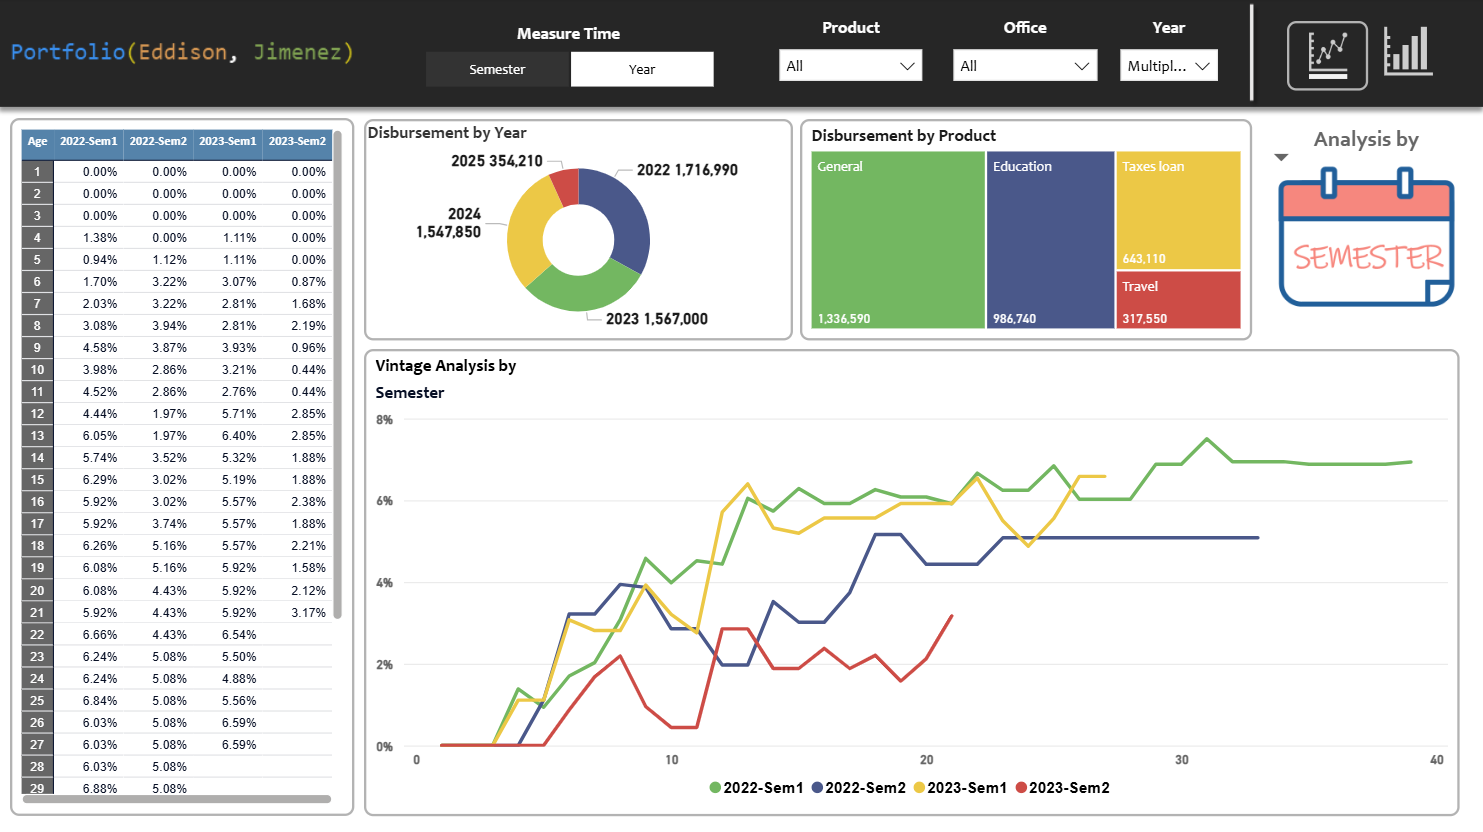 Portfolio(Eddison, Jimenez)
Measure Time
Semester Year
Product
All
Office
All
Year
Multipl...
Age 2022-Sem1 2022-Sem2 2023-Sem1 2023-Sem2
1 0.00% 0.00% 0.00% 0.00%
2 0.00% 0.00% 0.00% 0.00%
3 0.00% 0.00% 0.00% 0.00%
4 1.38% 0.00% 1.11% 0.00%
5 0.94% 1.12% 1.11% 0.00%
6 1.70% 3.22% 3.07% 0.87%
7 2.03% 3.22% 2.81% 1.68%
8 3.08% 3.94% 2.81% 2.19%
9 4.58% 3.87% 3.93% 0.96%
10 3.98% 2.86% 3.21% 0.44%
11 4.52% 2.86% 2.76% 0.44%
12 4.44% 1.97% 5.71% 2.85%
13 6.05% 1.97% 6.40% 2.85%
14 5.74% 3.52% 5.32% 1.88%
15 6.29% 3.02% 5.19% 1.88%
16 5.92% 3.02% 5.57% 2.38%
17 5.92% 3.74% 5.57% 1.88%
18 6.26% 5.16% 5.57% 2.21%
19 6.08% 5.16% 5.92% 1.58%
20 6.08% 4.43% 5.92% 2.12%
21 5.92% 4.43% 5.92% 3.17%
22 6.66% 4.43% 6.54%
23 6.24% 5.08% 5.50%
24 6.24% 5.08% 4.88%
25 6.84% 5.08% 5.56%
26 6.03% 5.08% 6.59%
27 6.03% 5.08% 6.59%
28 6.03% 5.08%
29 6.88% 5.08%
Disbursement by Year
2025 354,210
2022 1,716,990
2024
1,547,850
2023 1,567,000
Disbursement by Product
General
1,336,590
Education
986,740
Taxes loan
643,110
Travel
317,550
Analysis by
SEMESTER
Vintage Analysis by
Semester
8%
6%
4%
2%
0%
0 10 20 30 40
2022-Sem1 2022-Sem2 2023-Sem1 2023-Sem2